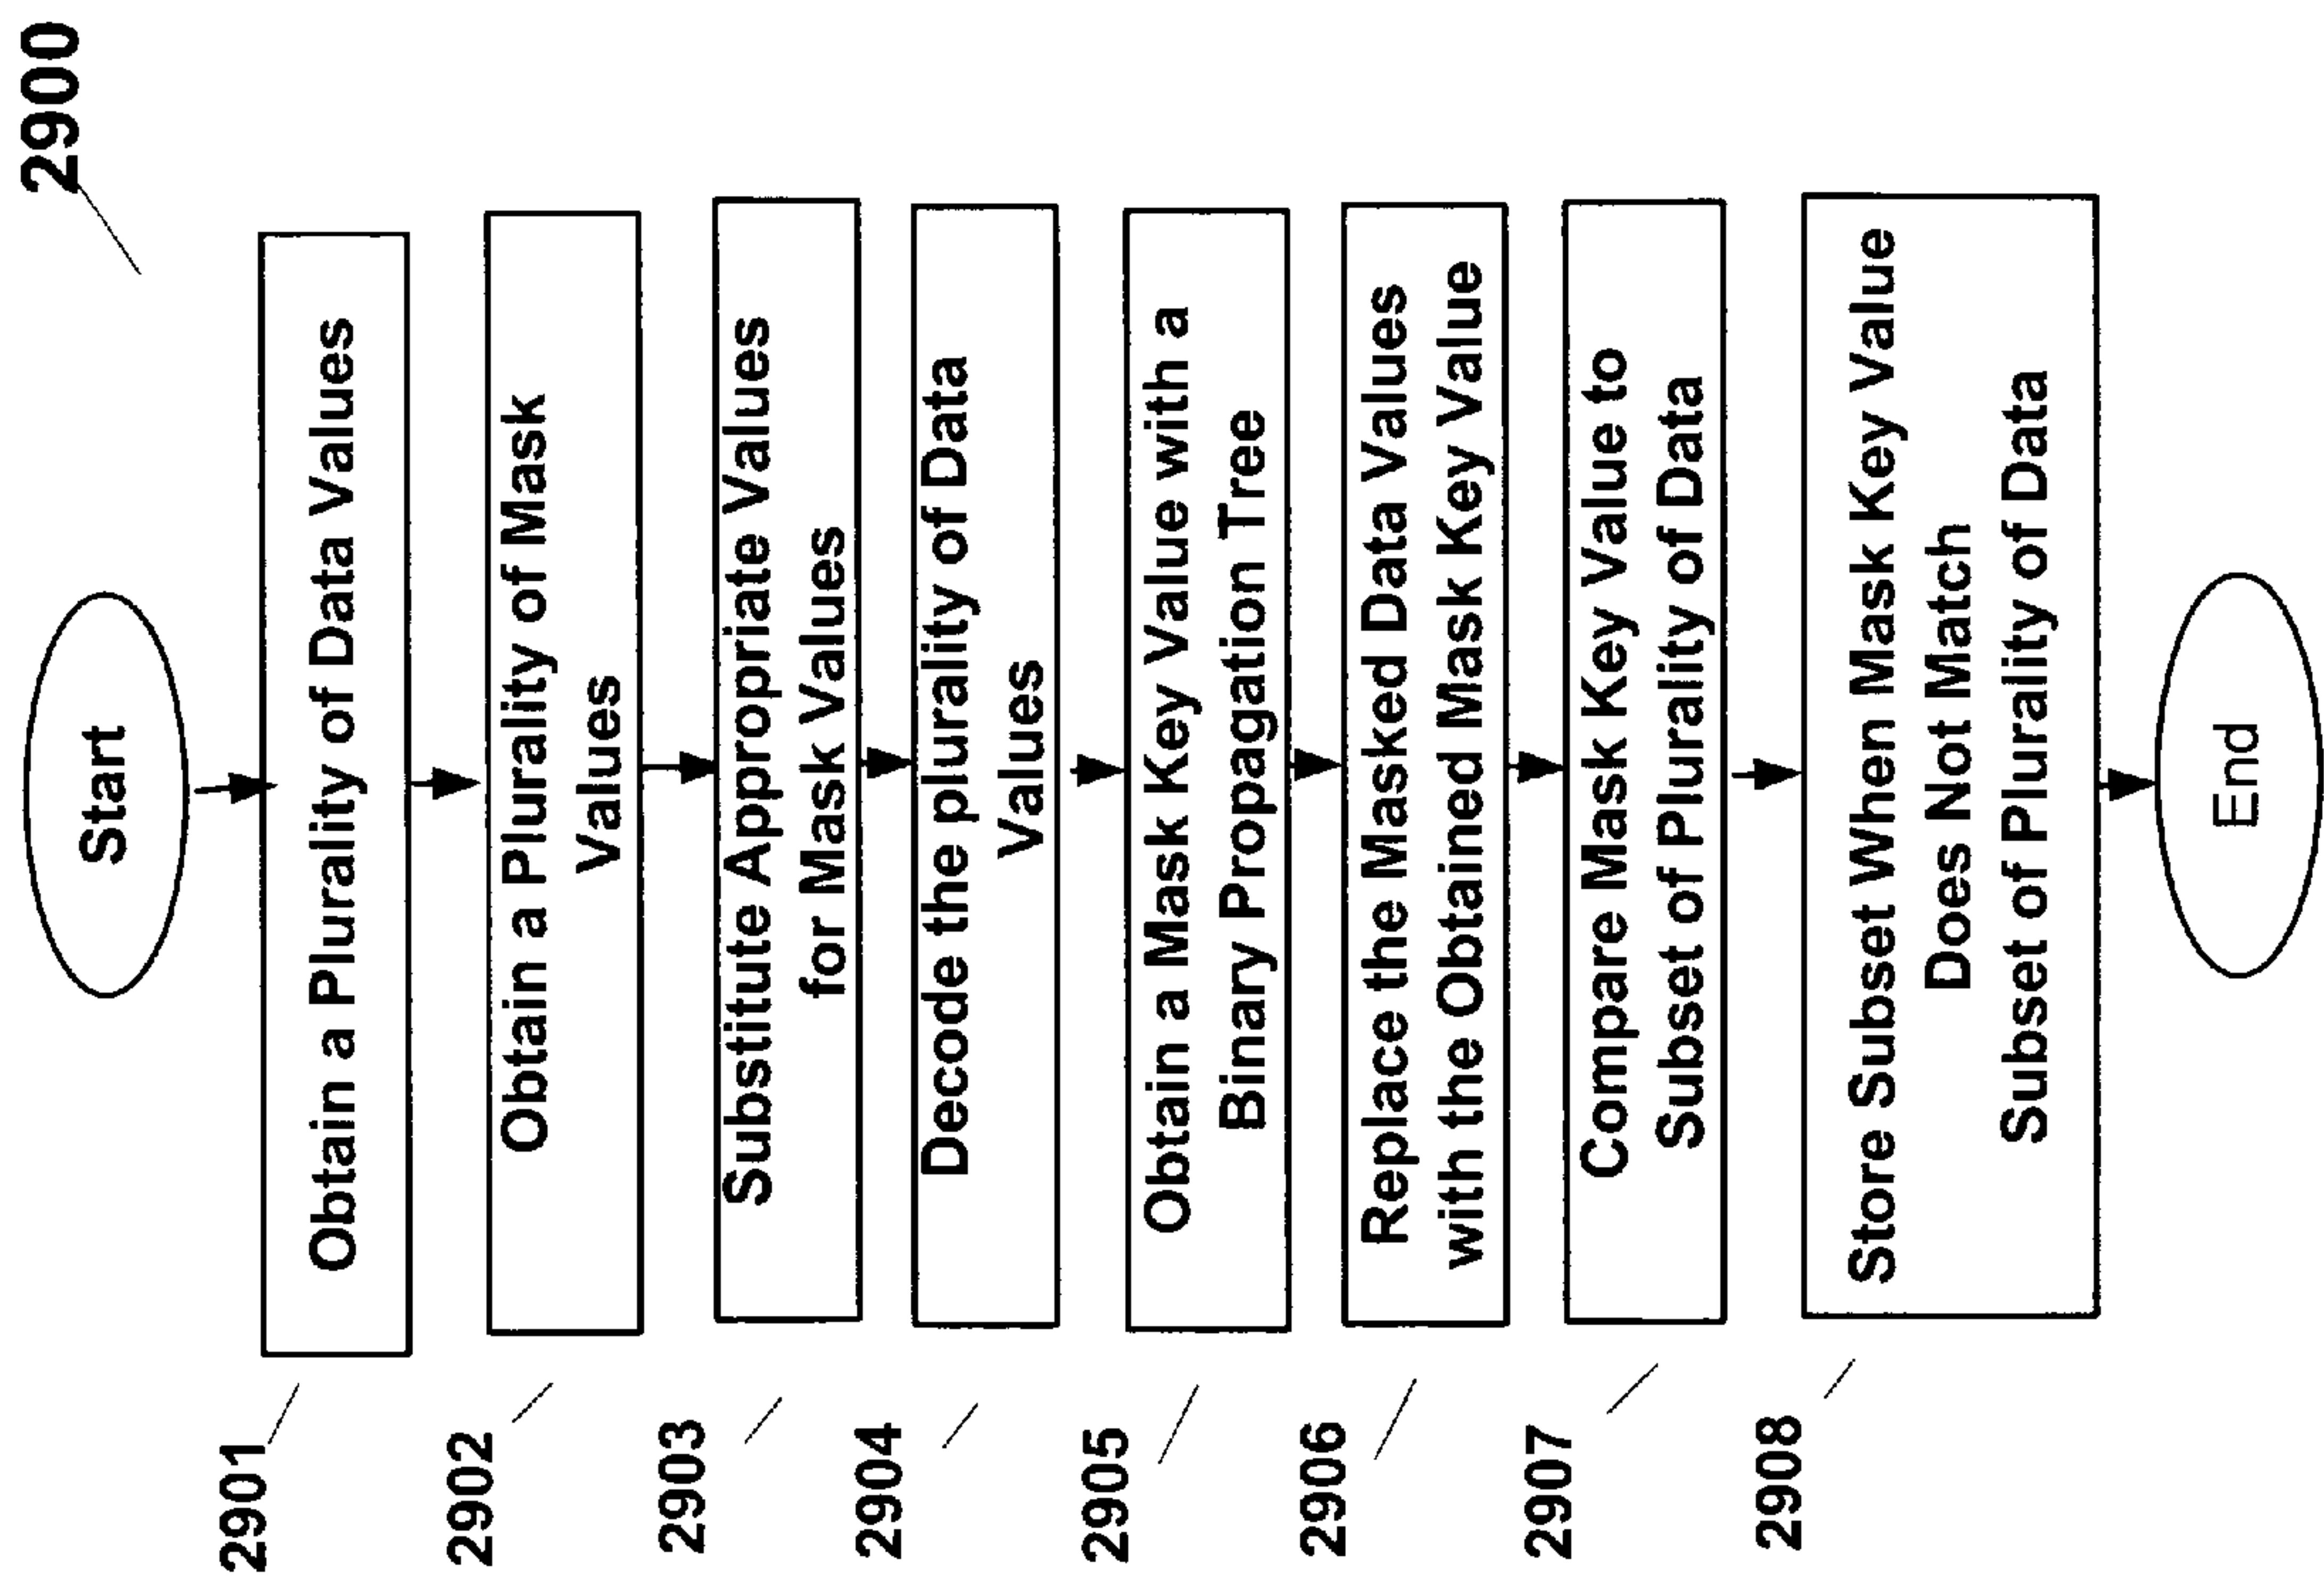 2900
Start
2901
Obtain a Plurality of Data Values
2902
Obtain a Plurality of Mask
Values
2903
Substitute Appropriate Values
for Mask Values
2904
Decode the plurality of Data
Values
2905
Obtain a Mask Key Value with a
Binary Propagation Tree
2906
Replace the Masked Data Values
with the Obtained Mask Key Value
2907
Compare Mask Key Value to
Subset of Plurality of Data
2908
Store Subset When Mask Key Value
Does Not Match
Subset of Plurality of Data
End